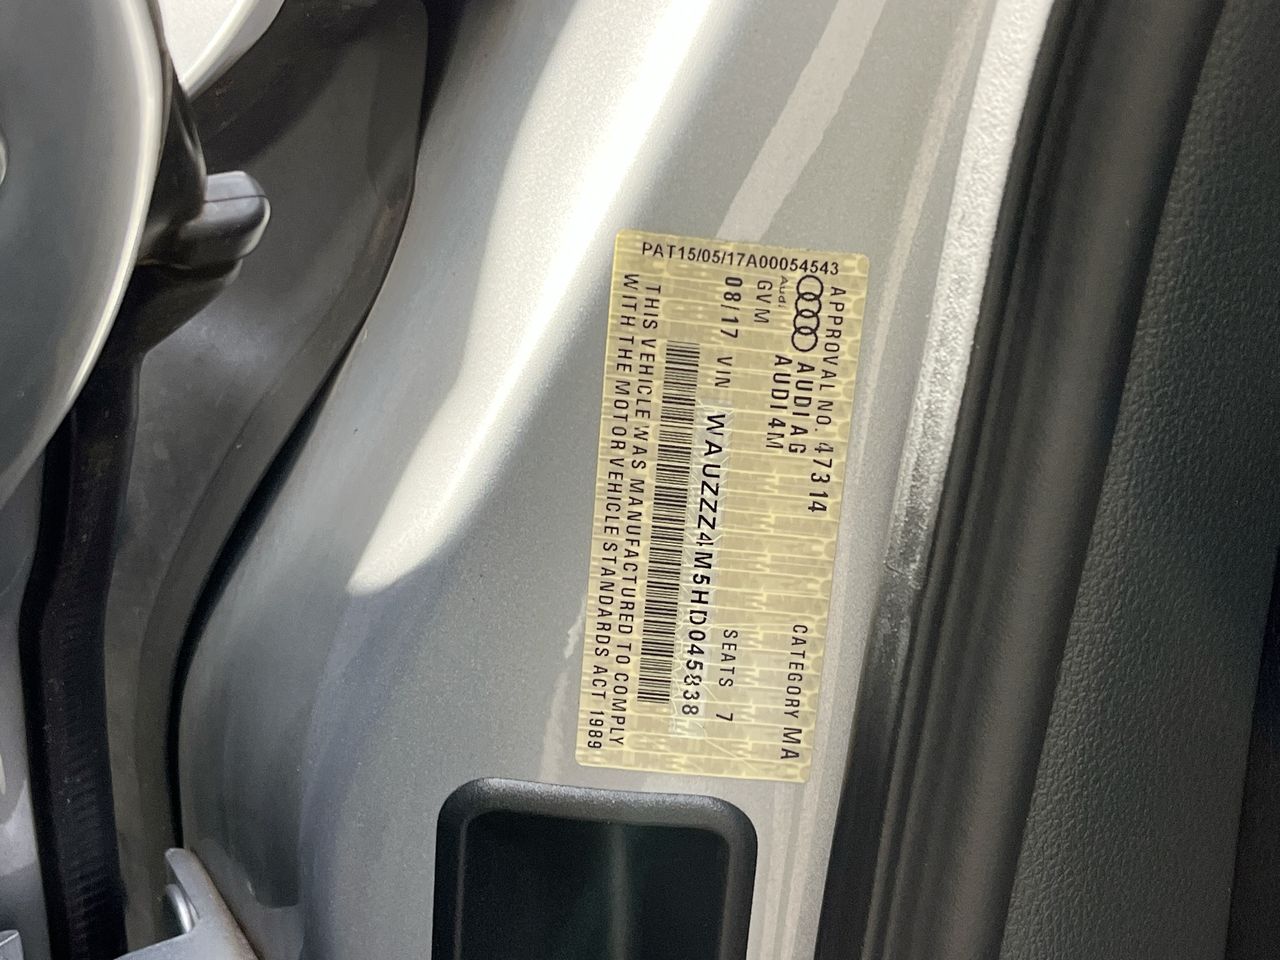 PAT15/05/17A00054543
APPROVAL NO. 47314
AUDI AG
CATEGORY MA
Audi
AUDI 4M
GVM
08/17 VIN
SEATS 7
WAUZZZ4M5HD045838
THIS VEHICLE WAS MANUFACTURED TO COMPLY
WITH THE MOTOR VEHICLE STANDARDS ACT 1989